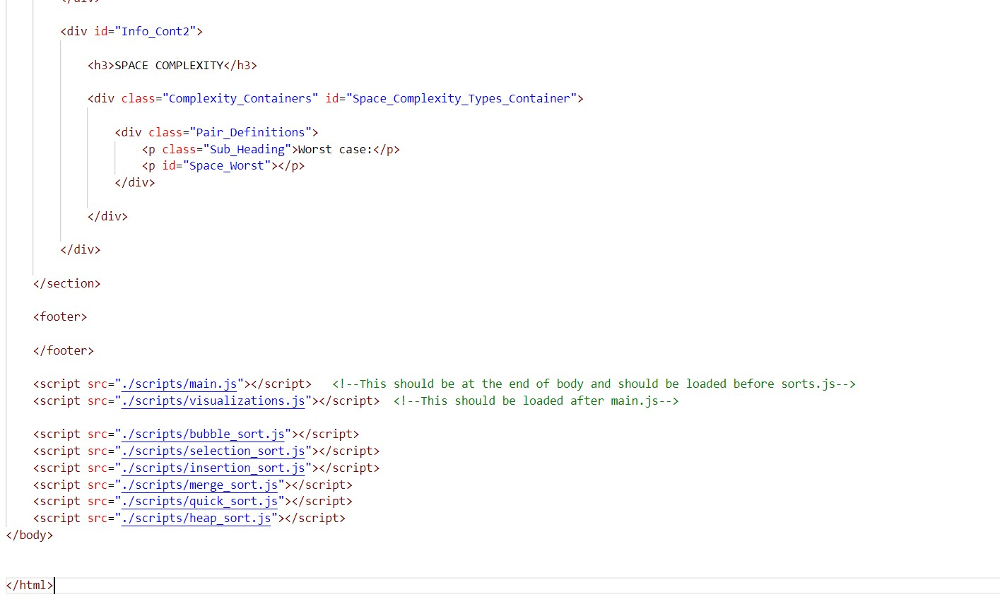 </div>
<div id="Info_Cont2">
<h3>SPACE COMPLEXITY</h3>
<div class="Complexity_Containers" id="Space_Complexity_Types_Container">
<div class="Pair_Definitions">
<p class="Sub_Heading">Worst case:</p>
<p id="Space_Worst"></p>
</div>
</div>
</div>
</section>
<footer>
</footer>
<script src="./scripts/main.js"></script>   <!--This should be at the end of body and should be loaded before sorts.js-->
<script src="./scripts/visualizations.js"></script>  <!--This should be loaded after main.js-->
<script src="./scripts/bubble_sort.js"></script>
<script src="./scripts/selection_sort.js"></script>
<script src="./scripts/insertion_sort.js"></script>
<script src="./scripts/merge_sort.js"></script>
<script src="./scripts/quick_sort.js"></script>
<script src="./scripts/heap_sort.js"></script>
</body>
</html>